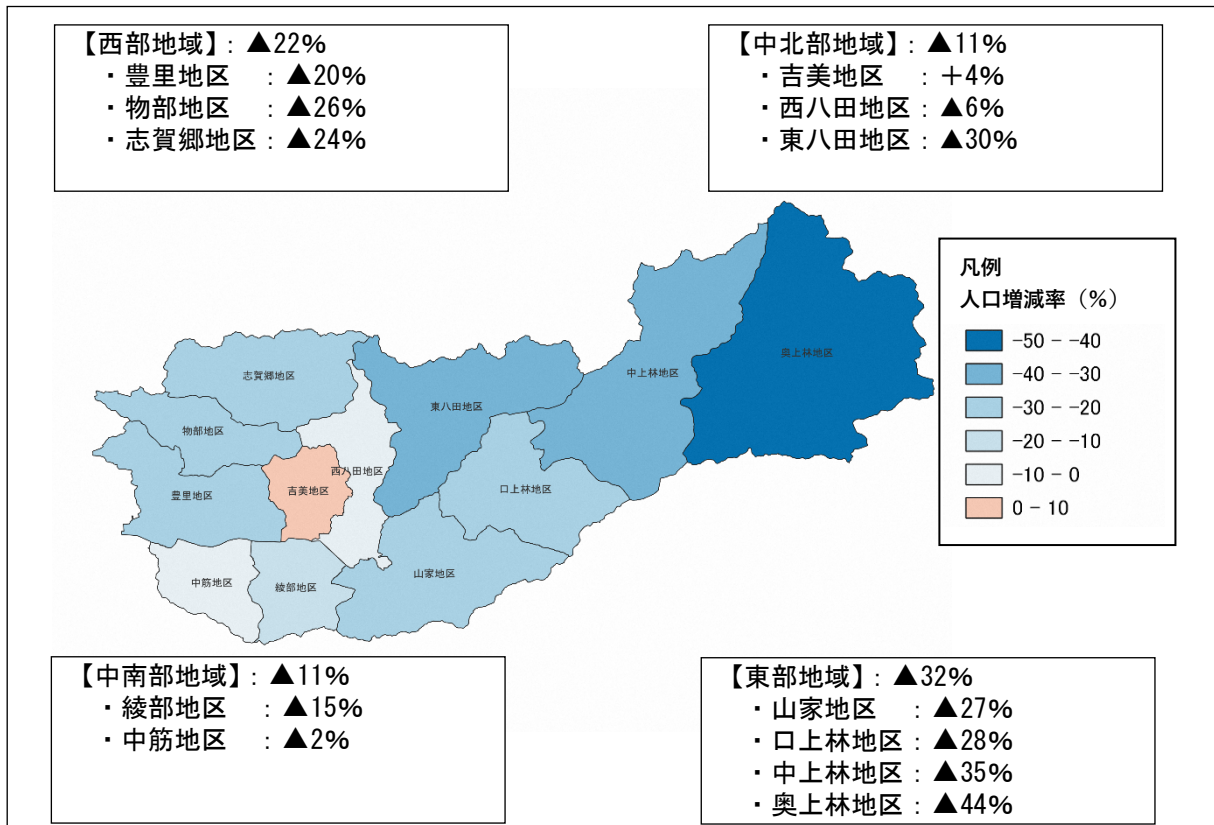 【西部地域】：▲22%
・豊里地区　：▲20%
・物部地区　：▲26%
・志賀郷地区：▲24%
【中北部地域】：▲11%
・吉美地区　：＋4%
・西八田地区：▲6%
・東八田地区：▲30%
凡例
人口増減率（%）
-50 – -40
-40 – -30
-30 – -20
-20 – -10
-10 – 0
0 – 10
奥上林地区
中上林地区
志賀郷地区
東八田地区
物部地区
西八田地区
吉美地区
豊里地区
口上林地区
山家地区
中筋地区
綾部地区
【中南部地域】：▲11%
・綾部地区　：▲15%
・中筋地区　：▲2%
【東部地域】：▲32%
・山家地区　：▲27%
・口上林地区：▲28%
・中上林地区：▲35%
・奥上林地区：▲44%